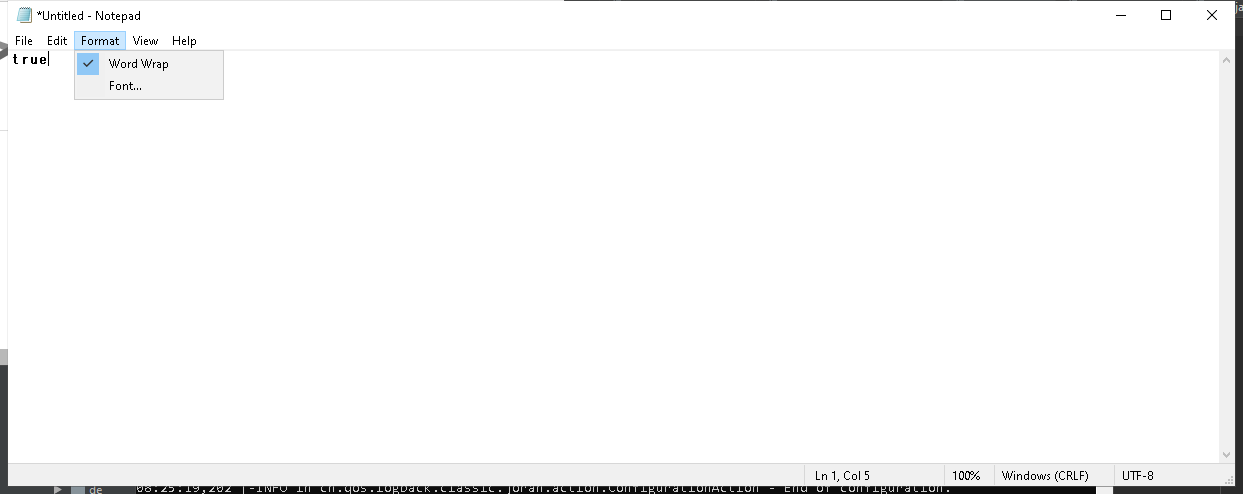 *Untitled - Notepad
File Edit Format View Help
true
Word Wrap
Font...
Ln 1, Col 5 100% Windows (CRLF) UTF-8
de 08:25:19,202 |-INFO in ch.qos.logback.classic.joran.action.ConfigurationAction - End of configuration.